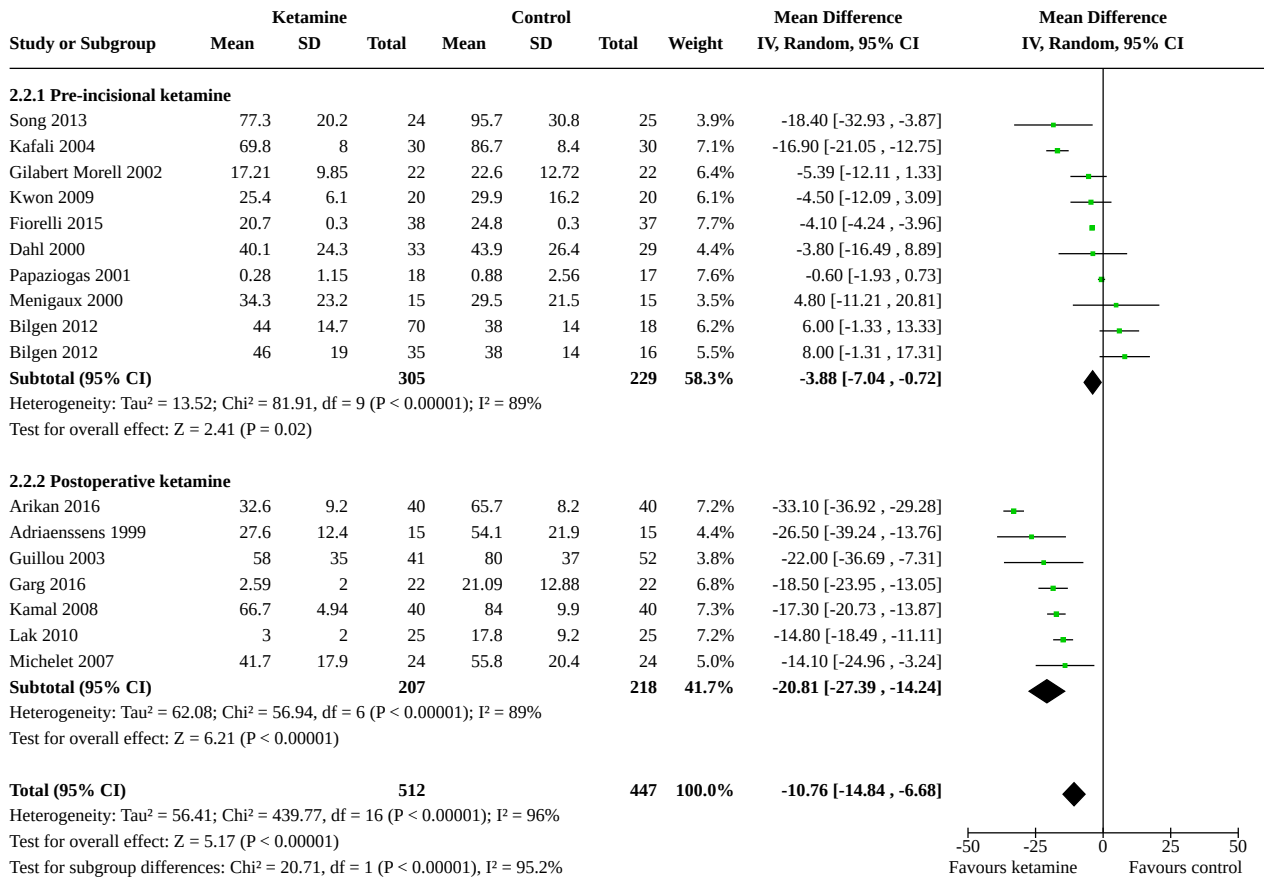 Ketamine Control Mean Difference Mean Difference
Study or Subgroup Mean SD Total Mean SD Total Weight IV, Random, 95% CI IV, Random, 95% CI
2.2.1 Pre-incisional ketamine
Song 2013 77.3 20.2 24 95.7 30.8 25 3.9% -18.40 [-32.93 , -3.87]
Kafali 2004 69.8 8 30 86.7 8.4 30 7.1% -16.90 [-21.05 , -12.75]
Gilabert Morell 2002 17.21 9.85 22 22.6 12.72 22 6.4% -5.39 [-12.11 , 1.33]
Kwon 2009 25.4 6.1 20 29.9 16.2 20 6.1% -4.50 [-12.09 , 3.09]
Fiorelli 2015 20.7 0.3 38 24.8 0.3 37 7.7% -4.10 [-4.24 , -3.96]
Dahl 2000 40.1 24.3 33 43.9 26.4 29 4.4% -3.80 [-16.49 , 8.89]
Papaziogas 2001 0.28 1.15 18 0.88 2.56 17 7.6% -0.60 [-1.93 , 0.73]
Menigaux 2000 34.3 23.2 15 29.5 21.5 15 3.5% 4.80 [-11.21 , 20.81]
Bilgen 2012 44 14.7 70 38 14 18 6.2% 6.00 [-1.33 , 13.33]
Bilgen 2012 46 19 35 38 14 16 5.5% 8.00 [-1.31 , 17.31]
Subtotal (95% CI) 305 229 58.3% -3.88 [-7.04 , -0.72]
Heterogeneity: Tau² = 13.52; Chi² = 81.91, df = 9 (P < 0.00001); I² = 89%
Test for overall effect: Z = 2.41 (P = 0.02)
2.2.2 Postoperative ketamine
Arikan 2016 32.6 9.2 40 65.7 8.2 40 7.2% -33.10 [-36.92 , -29.28]
Adriaenssens 1999 27.6 12.4 15 54.1 21.9 15 4.4% -26.50 [-39.24 , -13.76]
Guillou 2003 58 35 41 80 37 52 3.8% -22.00 [-36.69 , -7.31]
Garg 2016 2.59 2 22 21.09 12.88 22 6.8% -18.50 [-23.95 , -13.05]
Kamal 2008 66.7 4.94 40 84 9.9 40 7.3% -17.30 [-20.73 , -13.87]
Lak 2010 3 2 25 17.8 9.2 25 7.2% -14.80 [-18.49 , -11.11]
Michelet 2007 41.7 17.9 24 55.8 20.4 24 5.0% -14.10 [-24.96 , -3.24]
Subtotal (95% CI) 207 218 41.7% -20.81 [-27.39 , -14.24]
Heterogeneity: Tau² = 62.08; Chi² = 56.94, df = 6 (P < 0.00001); I² = 89%
Test for overall effect: Z = 6.21 (P < 0.00001)
Total (95% CI) 512 447 100.0% -10.76 [-14.84 , -6.68]
Heterogeneity: Tau² = 56.41; Chi² = 439.77, df = 16 (P < 0.00001); I² = 96%
Test for overall effect: Z = 5.17 (P < 0.00001)
Test for subgroup differences: Chi² = 20.71, df = 1 (P < 0.00001), I² = 95.2%
-50 -25 0 25 50
Favours ketamine Favours control